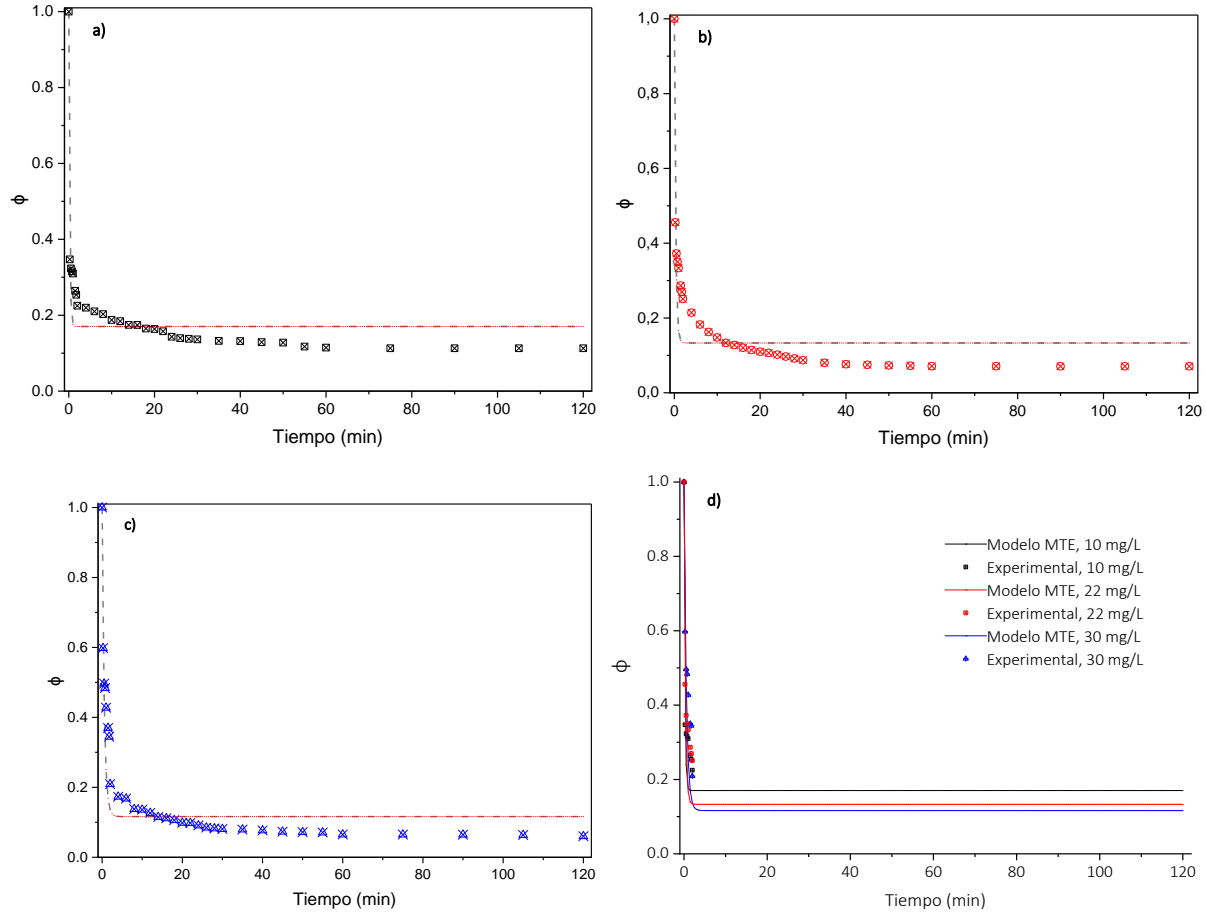 a)
1.0
0.8
0.6
0.4
0.2
0.0
ϕ
0 20 40 60 80 100 120
Tiempo (min)
b)
1,0
0,8
0,6
0,4
0,2
0,0
ϕ
0 20 40 60 80 100 120
Tiempo (min)
c)
1.0
0.8
0.6
0.4
0.2
0.0
ϕ
0 20 40 60 80 100 120
Tiempo (min)
d)
1.0
0.8
0.6
0.4
0.2
0.0
ϕ
Modelo MTE, 10 mg/L
Experimental, 10 mg/L
Modelo MTE, 22 mg/L
Experimental, 22 mg/L
Modelo MTE, 30 mg/L
Experimental, 30 mg/L
0 20 40 60 80 100 120
Tiempo (min)